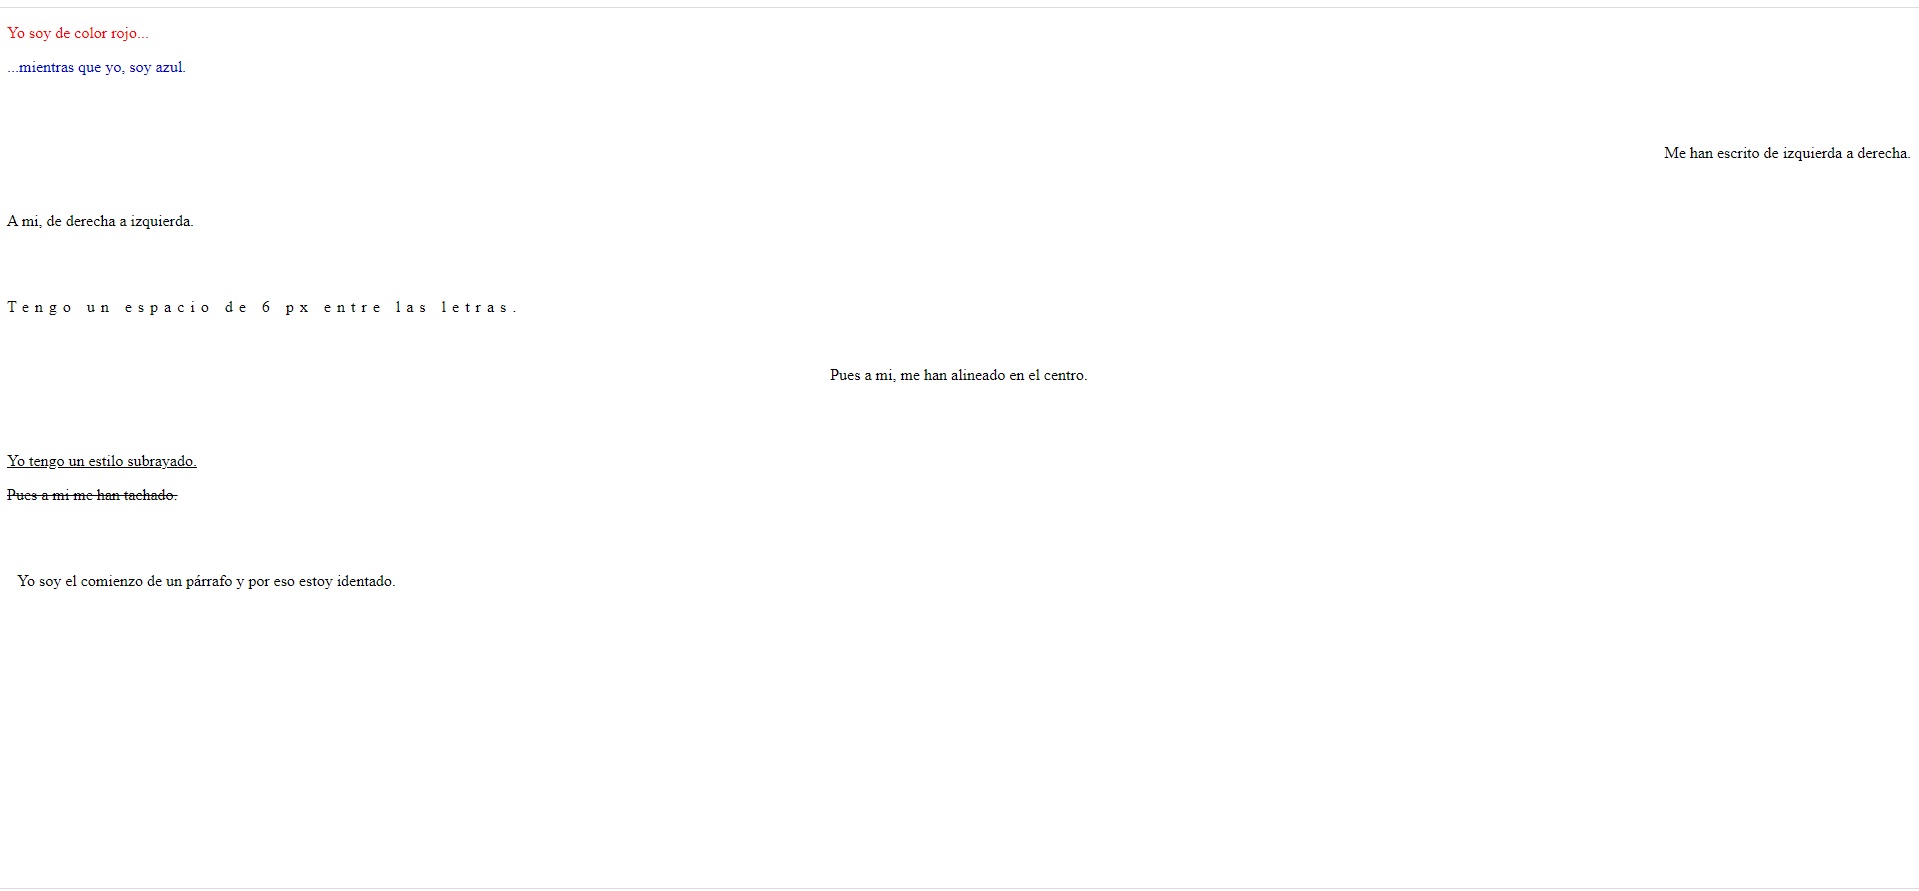 Yo soy de color rojo...
...mientras que yo, soy azul.
Me han escrito de izquierda a derecha.
A mi, de derecha a izquierda.
Tengo un espacio de 6 px entre las letras.
Pues a mi, me han alineado en el centro.
Yo tengo un estilo subrayado.
Pues a mi me han tachado.
Yo soy el comienzo de un párrafo y por eso estoy identado.